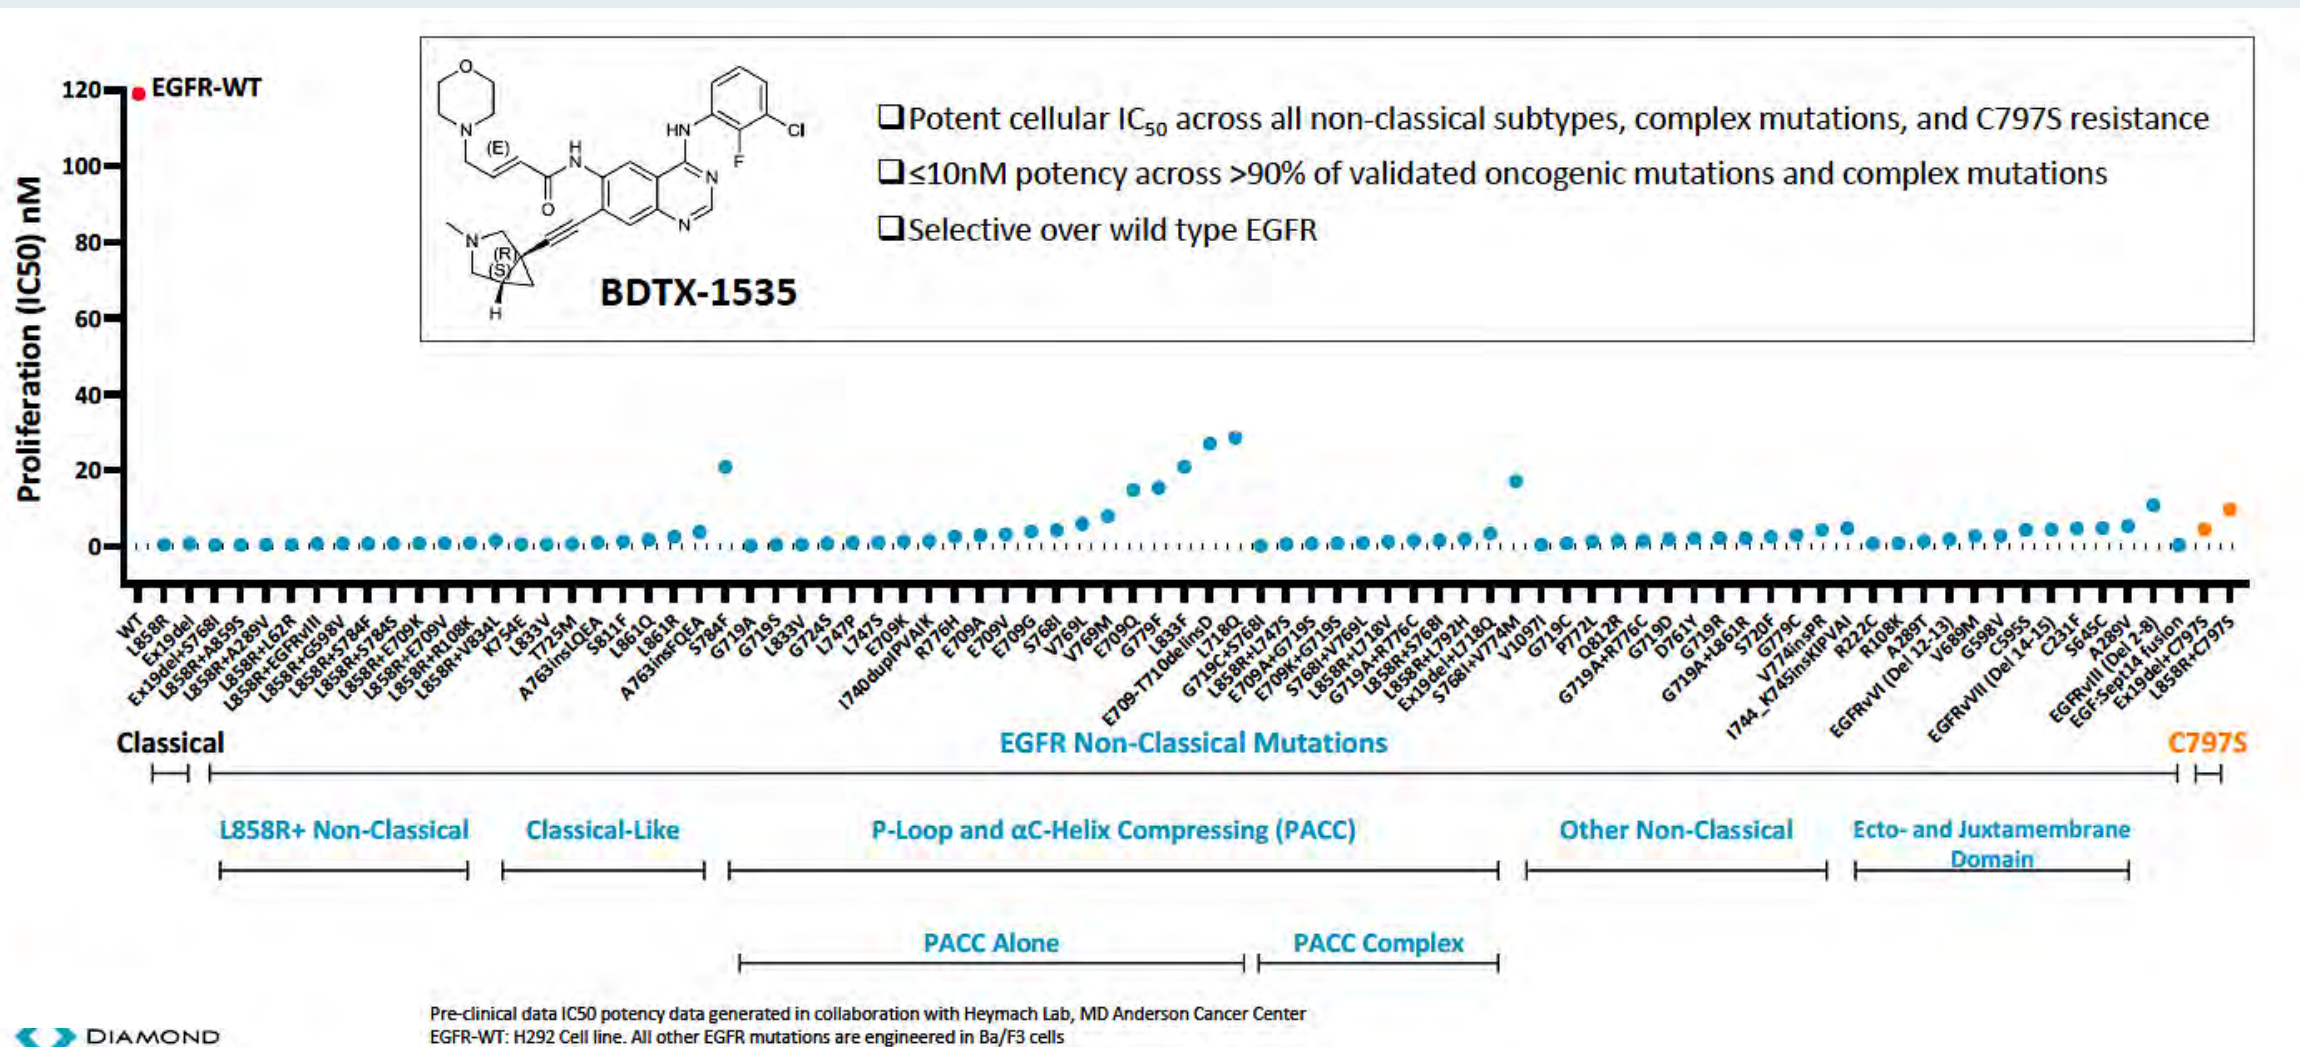 120
EGFR-WT
100
80
60
40
20
0
Proliferation (IC50) nM
O
N
(E)
H
N
O
HN
Cl
F
N
N
N
(R)
(S)
H
BDTX-1535
❑Potent cellular IC50 across all non-classical subtypes, complex mutations, and C797S resistance
❑≤10nM potency across >90% of validated oncogenic mutations and complex mutations
❑Selective over wild type EGFR
WT
L858R
Ex19del
Ex19del+S768I
L858R+A859S
L858R+A289V
L858R+L62R
L858R+EGFRvIII
L858R+G598V
L858R+S784F
L858R+S784S
L858R+E709K
L858R+E709V
L858R+R108K
L858R+V834L
K754E
L833V
T725M
A763insLQEA
S811F
L861Q
L861R
A763insFQEA
S784F
G719A
G719S
L833V
G724S
L747P
L747S
E709K
I740dupIPVAIK
R776H
E709A
E709V
E709G
S768I
V769L
V769M
E709Q
G779F
L833F
E709-T710delinsD
L718Q
G719C+S768I
L858R+L747S
E709A+G719S
E709K+G719S
S768I+V769L
L858R+L718V
G719A+R776C
L858R+S768I
L858R+L792H
Ex19del+L718Q
S768I+V774M
V1097I
G719C
P772L
Q812R
G719A+R776C
G719D
D761Y
G719R
G719A+L861R
S720F
G779C
V774insPR
I744_K745insKIPVAI
R222C
R108K
A289T
EGFRvVI (Del 12-13)
V689M
G598V
C595S
EGFRvVII (Del 14-15)
C231F
S645C
A289V
EGFRvIII (Del 2-8)
EGF-Sept14 fusion
Ex19del+C797S
L858R+C797S
Classical
EGFR Non-Classical Mutations
C797S
L858R+ Non-Classical
Classical-Like
P-Loop and αC-Helix Compressing (PACC)
Other Non-Classical
Ecto- and Juxtamembrane
Domain
PACC Alone
PACC Complex
Pre-clinical data IC50 potency data generated in collaboration with Heymach Lab, MD Anderson Cancer Center
EGFR-WT: H292 Cell line. All other EGFR mutations are engineered in Ba/F3 cells
DIAMOND